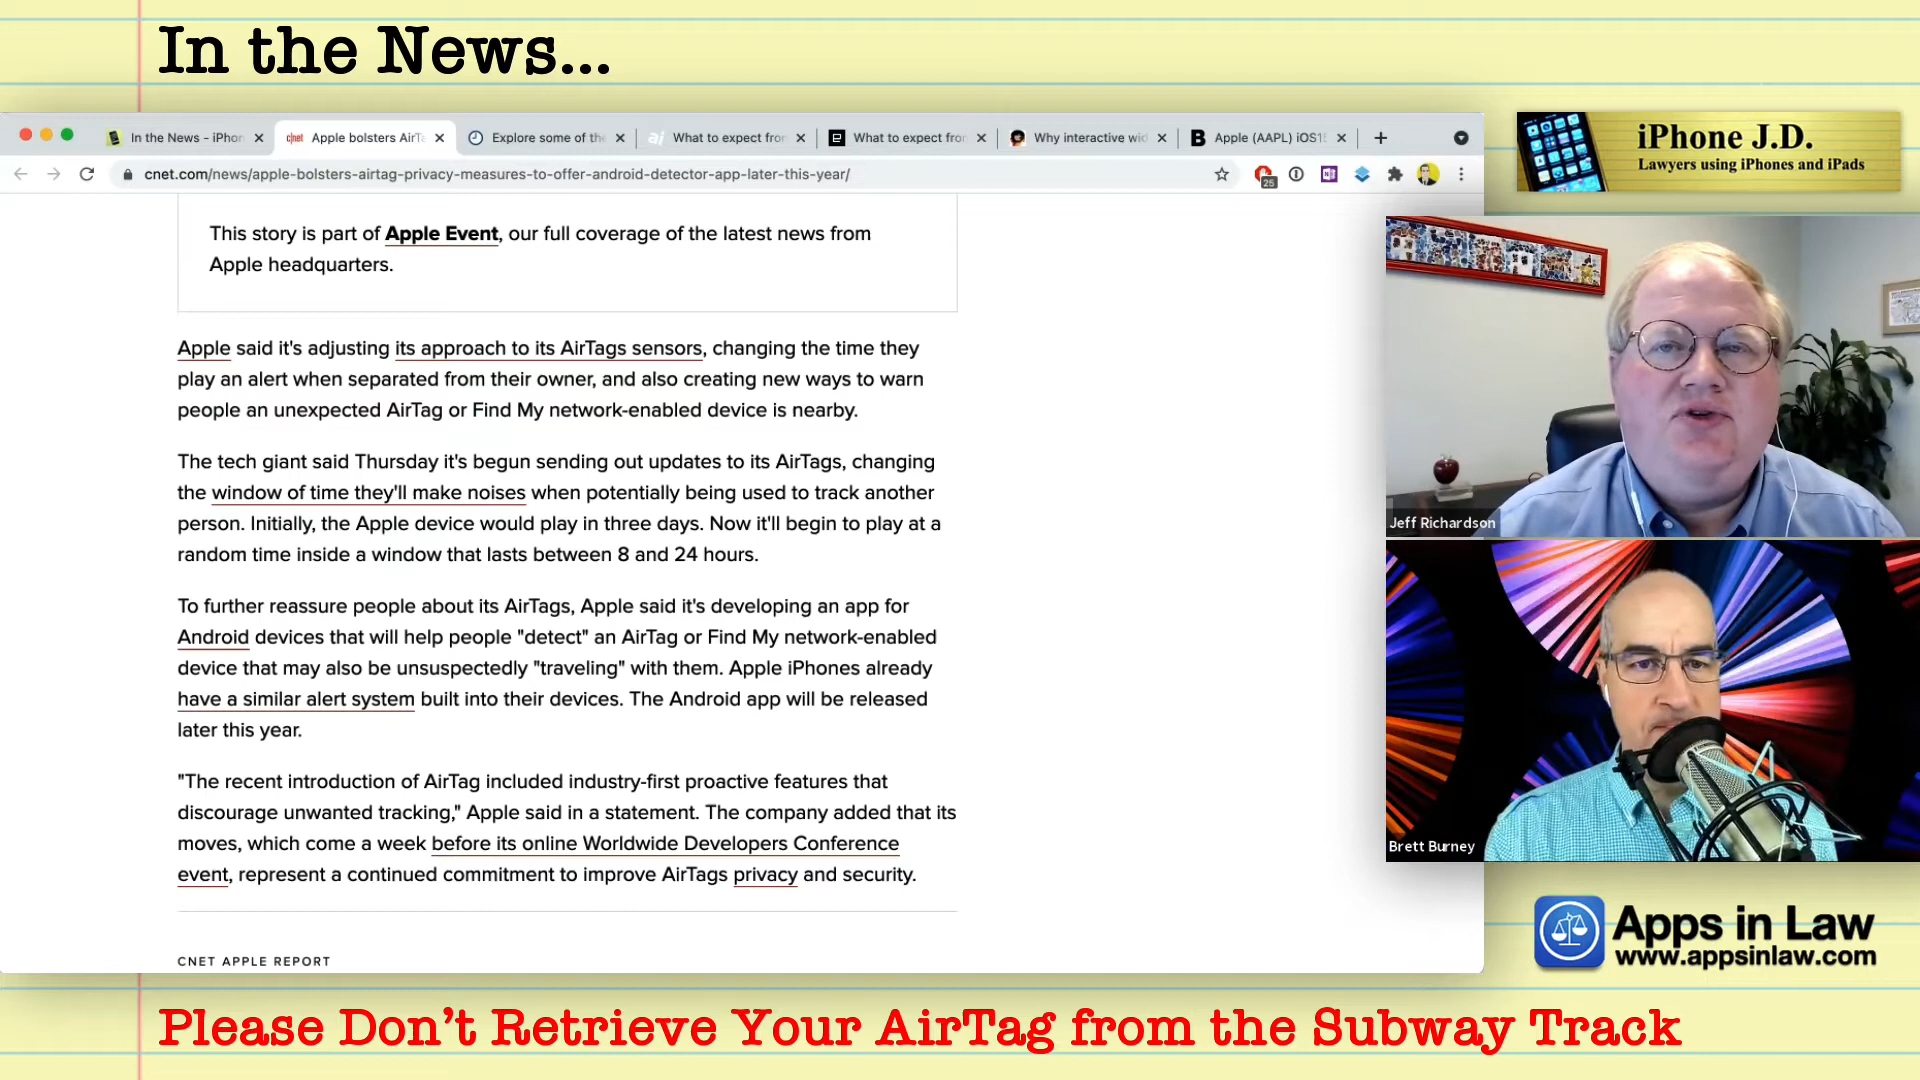 In the News...
In the News - iPhor
c|net Apple bolsters AirTa
Explore some of the
ai What to expect from
What to expect from
Why interactive wid
B Apple (AAPL) iOS15
cnet.com/news/apple-bolsters-airtag-privacy-measures-to-offer-android-detector-app-later-this-year/
25
This story is part of Apple Event, our full coverage of the latest news from
Apple headquarters.
Apple said it's adjusting its approach to its AirTags sensors, changing the time they
play an alert when separated from their owner, and also creating new ways to warn
people an unexpected AirTag or Find My network-enabled device is nearby.
The tech giant said Thursday it's begun sending out updates to its AirTags, changing
the window of time they'll make noises when potentially being used to track another
person. Initially, the Apple device would play in three days. Now it'll begin to play at a
random time inside a window that lasts between 8 and 24 hours.
To further reassure people about its AirTags, Apple said it's developing an app for
Android devices that will help people "detect" an AirTag or Find My network-enabled
device that may also be unsuspectedly "traveling" with them. Apple iPhones already
have a similar alert system built into their devices. The Android app will be released
later this year.
"The recent introduction of AirTag included industry-first proactive features that
discourage unwanted tracking," Apple said in a statement. The company added that its
moves, which come a week before its online Worldwide Developers Conference
event, represent a continued commitment to improve AirTags privacy and security.
CNET APPLE REPORT
iPhone J.D.
Lawyers using iPhones and iPads
Jeff Richardson
Brett Burney
Apps in Law
www.appsinlaw.com
Please Don't Retrieve Your AirTag from the Subway Track